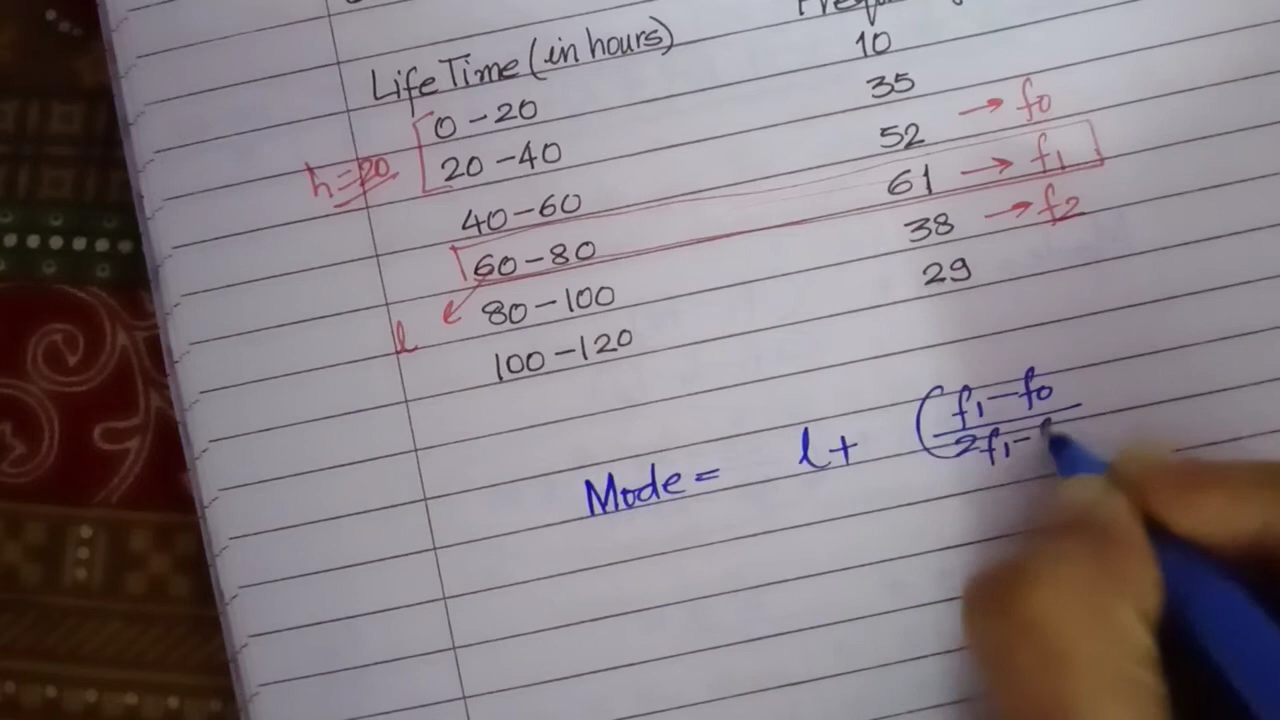 Life Time (in hours)
0-20 10
20-40 35
h=20
40-60 52 → f0
60-80 61 → f1
80-100 38 → f2
l
100-120 29
Mode = l + (f1-f0
2f1-